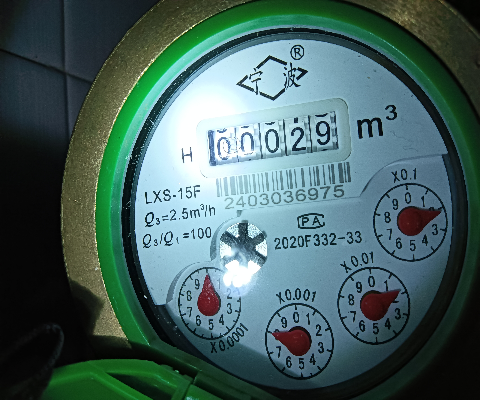 宁波®
H 00029 m³
LXS-15F
2403036975
Q₃=2.5m³/h
PA
Q₃/Q₁=100
2020F332-33
X0.1
X0.01
X0.001
X0.0001